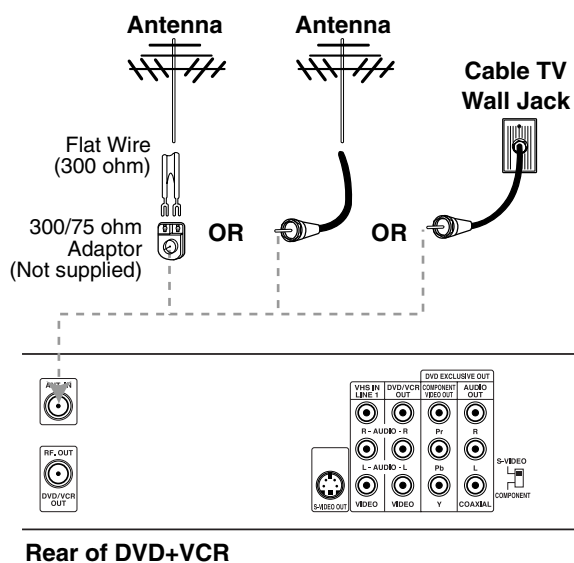 Antenna
Antenna
Cable TV
Wall Jack
Flat Wire
(300 ohm)
300/75 ohm
Adaptor
(Not supplied)
OR
OR
ANT. IN
RF. OUT
DVD/VCR
OUT
DVD EXCLUSIVE OUT
VHS IN
LINE 1
DVD/VCR
OUT
COMPONENT
VIDEO OUT
AUDIO
OUT
R - AUDIO - R
Pr
R
L - AUDIO - L
Pb
L
S-VIDEO OUT
VIDEO
VIDEO
Y
COAXIAL
S-VIDEO
COMPONENT
Rear of DVD+VCR